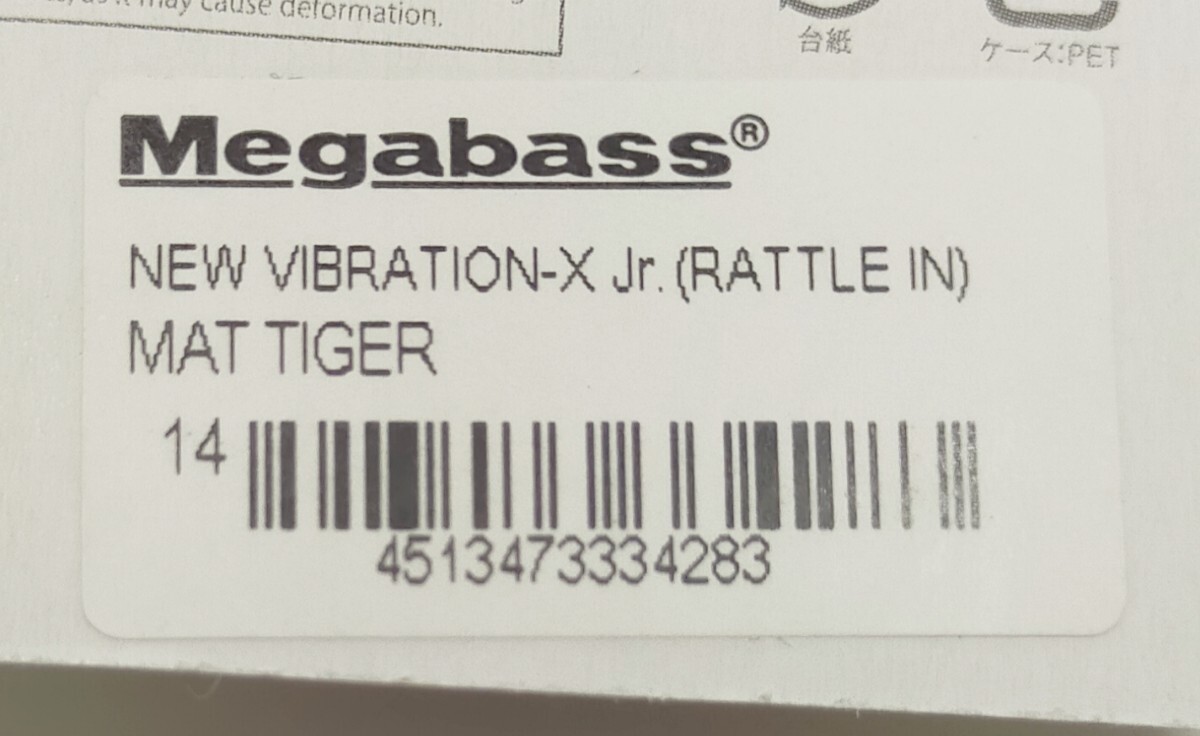 may cause deformation.
台紙
ケース:PET
Megabass®
NEW VIBRATION-X Jr.(RATTLE IN)
MAT TIGER
14
4513473334283